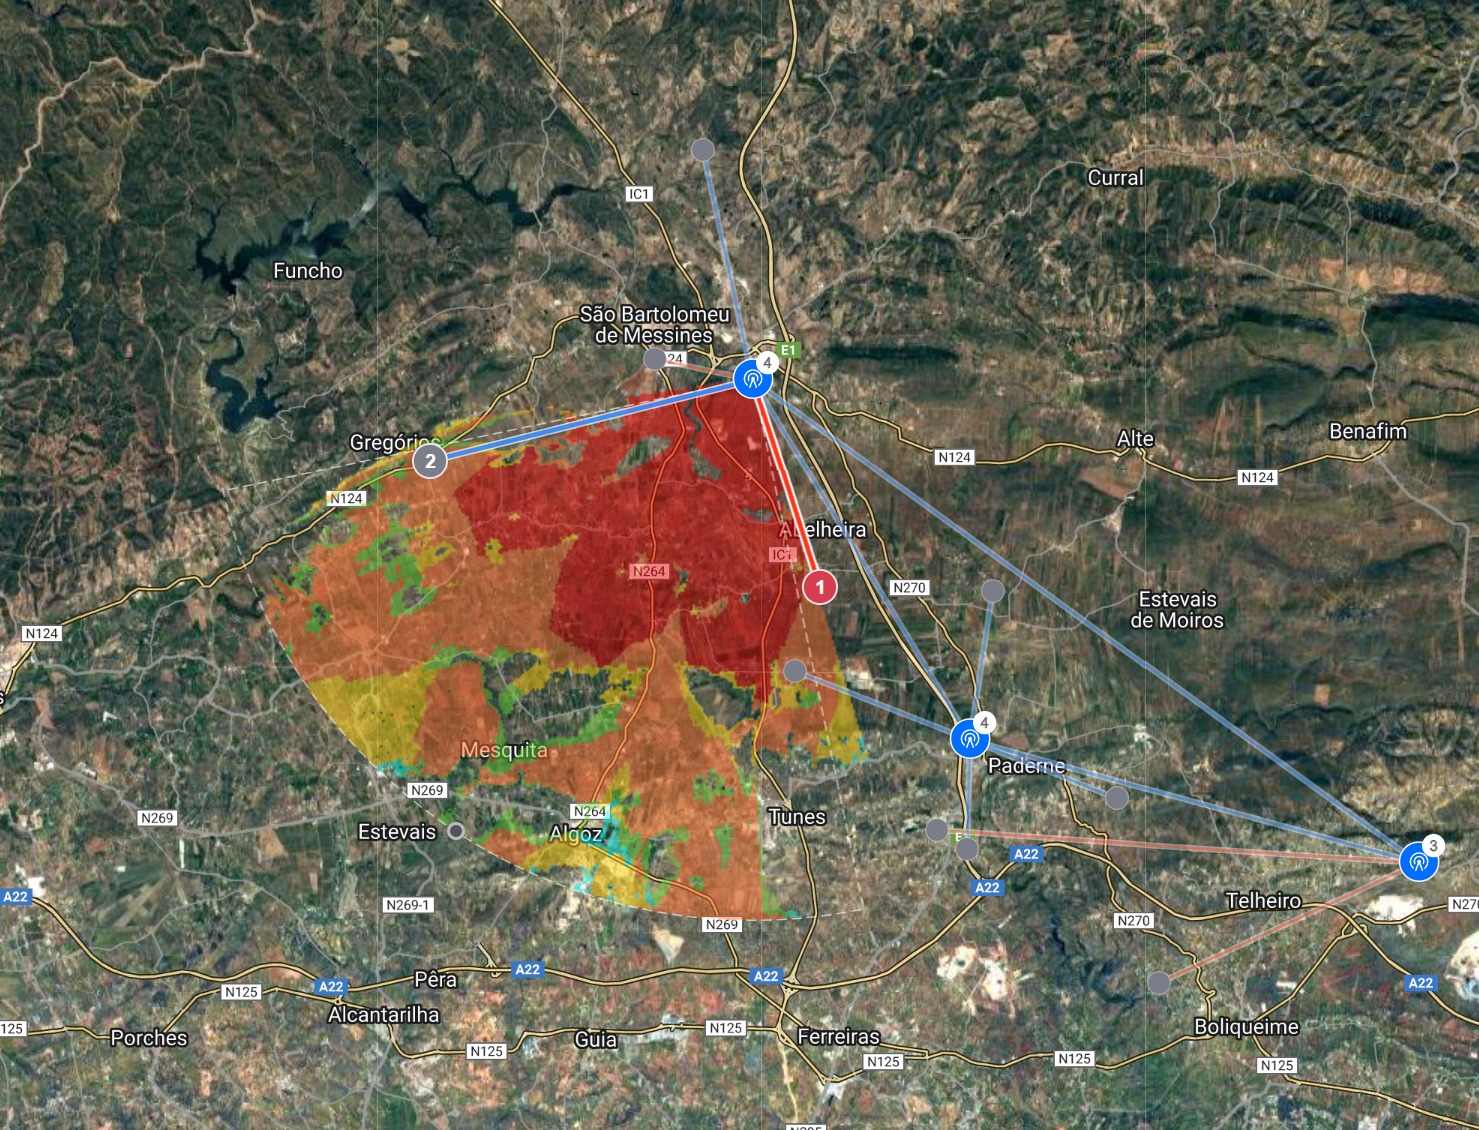 IC1
Curral
Funcho
São Bartolomeu
de Messines
E1
24
4
Gregórios
2
N124
Alte
Benafim
N124
N124
N124
Abelheira
IC1
N264
1
N270
Estevais
de Moiros
N124
4
Mesquita
Paderne
N269
N269
N264
Estevais
Algoz
Tunes
E1
A22
3
A22
A22
N269-1
N269
Telheiro
N270
N270
A22
A22
A22
A22
Pêra
N125
Alcantarilha
125
Porches
N125
Guia
N125
Ferreiras
N125
N125
Boliqueime
N125